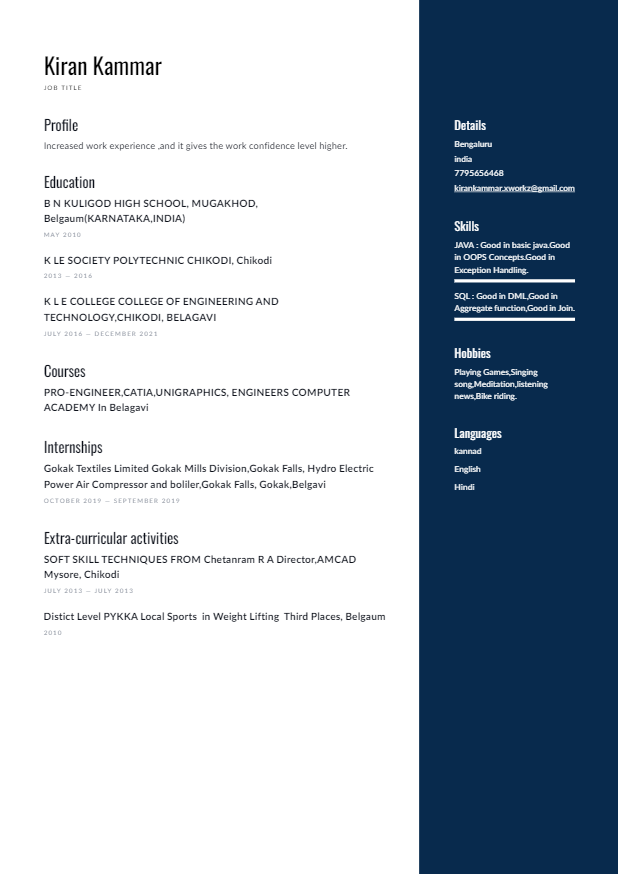 Kiran Kammar
JOB TITLE
Profile
Increased work experience ,and it gives the work confidence level higher.
Education
B N KULIGOD HIGH SCHOOL, MUGAKHOD,
Belgaum(KARNATAKA,INDIA)
MAY 2010
K LE SOCIETY POLYTECHNIC CHIKODI, Chikodi
2013 — 2016
K L E COLLEGE COLLEGE OF ENGINEERING AND
TECHNOLOGY,CHIKODI, BELAGAVI
JULY 2016 — DECEMBER 2021
Courses
PRO-ENGINEER,CATIA,UNIGRAPHICS, ENGINEERS COMPUTER
ACADEMY In Belagavi
Internships
Gokak Textiles Limited Gokak Mills Division,Gokak Falls, Hydro Electric
Power Air Compressor and boliler,Gokak Falls, Gokak,Belgavi
OCTOBER 2019 — SEPTEMBER 2019
Extra-curricular activities
SOFT SKILL TECHNIQUES FROM Chetanram R A Director,AMCAD
Mysore, Chikodi
JULY 2013 — JULY 2013
Distict Level PYKKA Local Sports  in Weight Lifting  Third Places, Belgaum
2010
Details
Bengaluru
india
7795656468
kirankammar.xworkz@gmail.com
Skills
JAVA : Good in basic java.Good
in OOPS Concepts.Good in
Exception Handling.
SQL : Good in DML,Good in
Aggregate function,Good in Join.
Hobbies
Playing Games,Singing
song,Meditation,listening
news,Bike riding.
Languages
kannad
English
Hindi